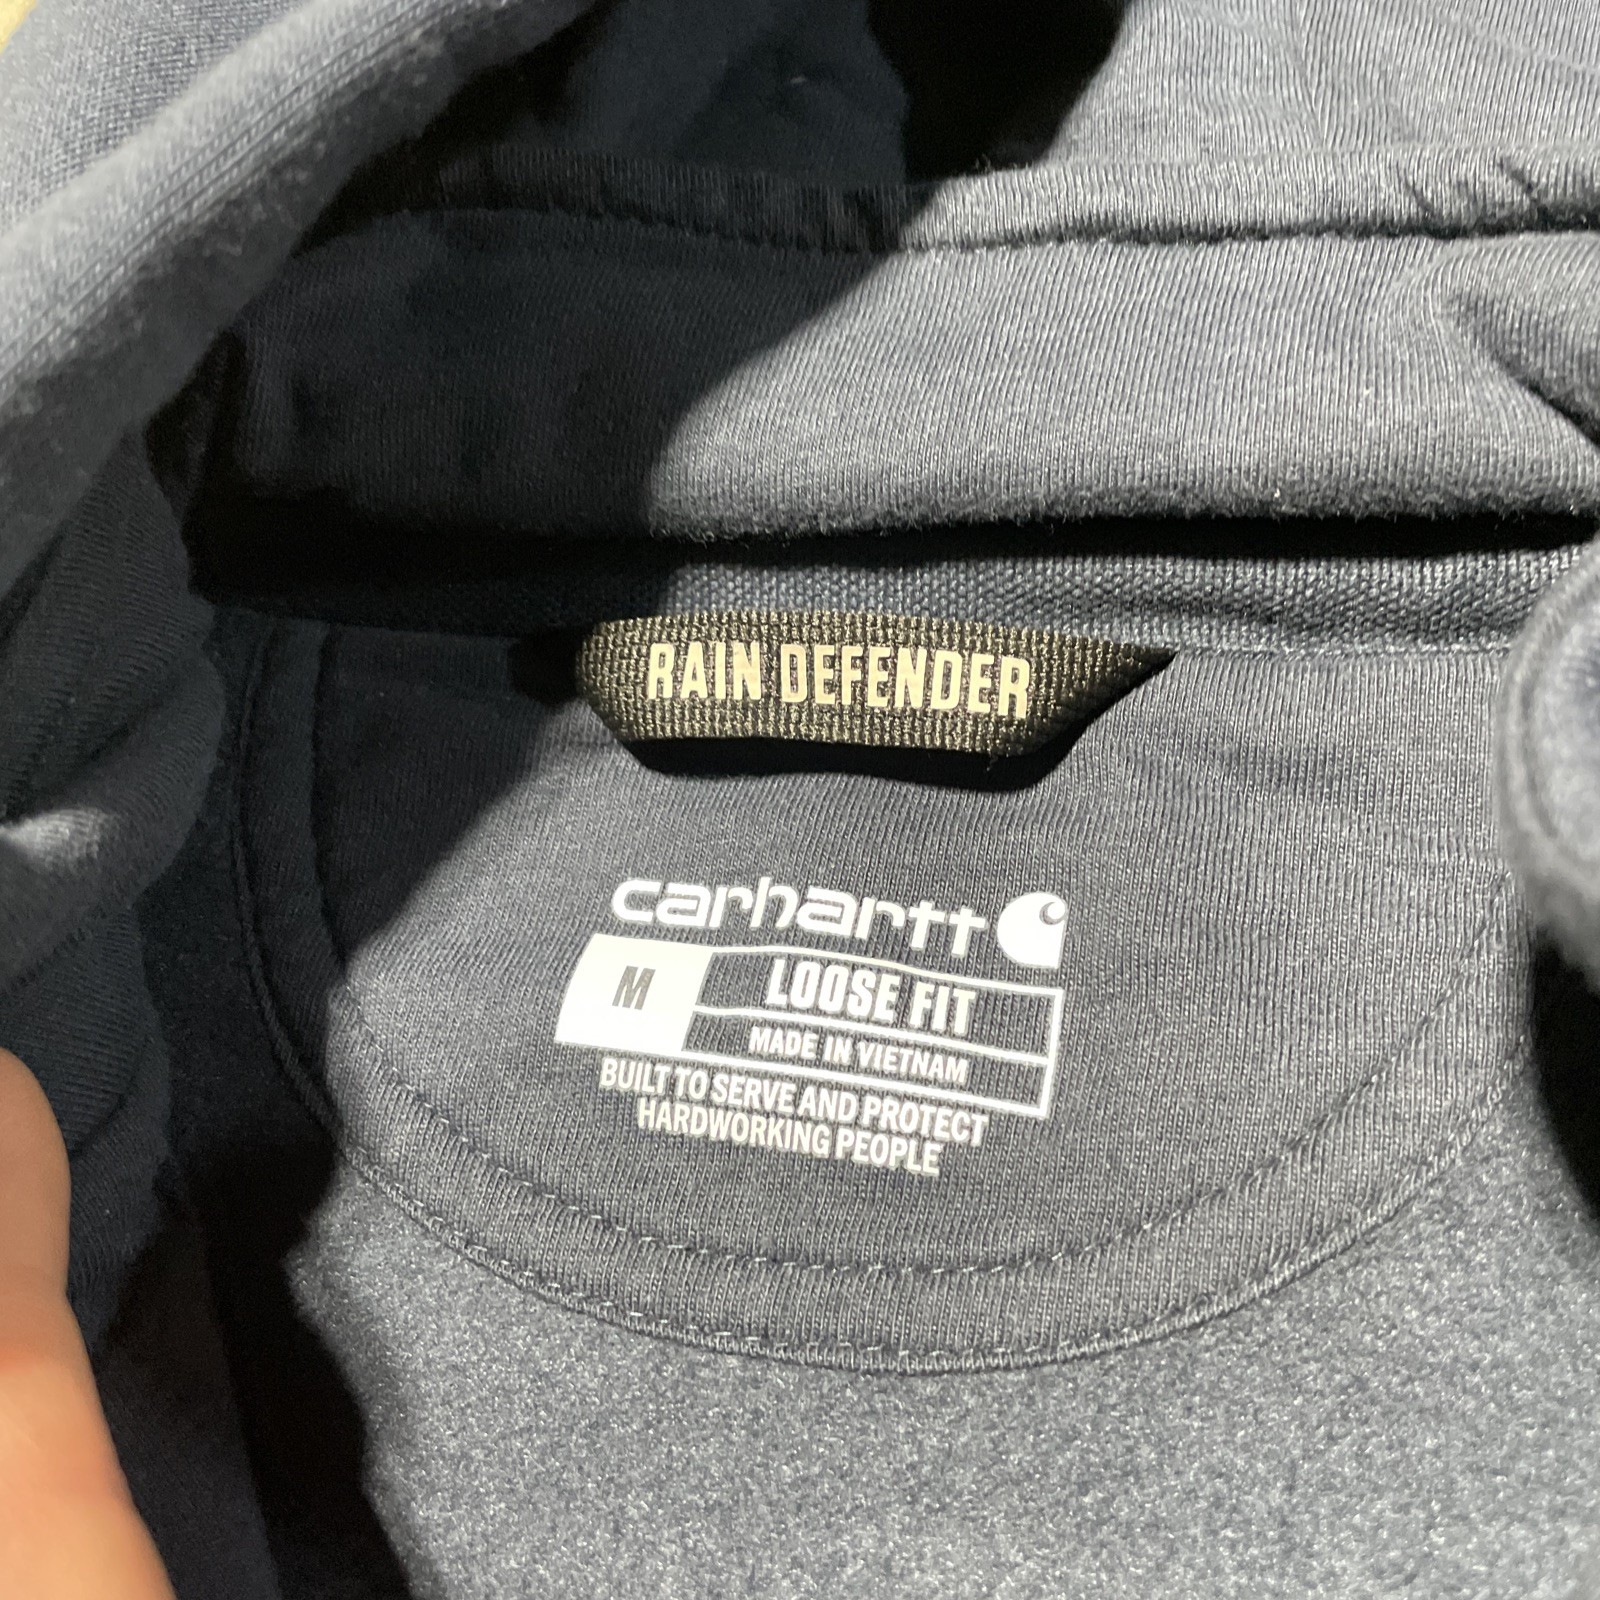 RAIN DEFENDER
carhartt
M
LOOSE FIT
MADE IN VIETNAM
BUILT TO SERVE AND PROTECT
HARDWORKING PEOPLE